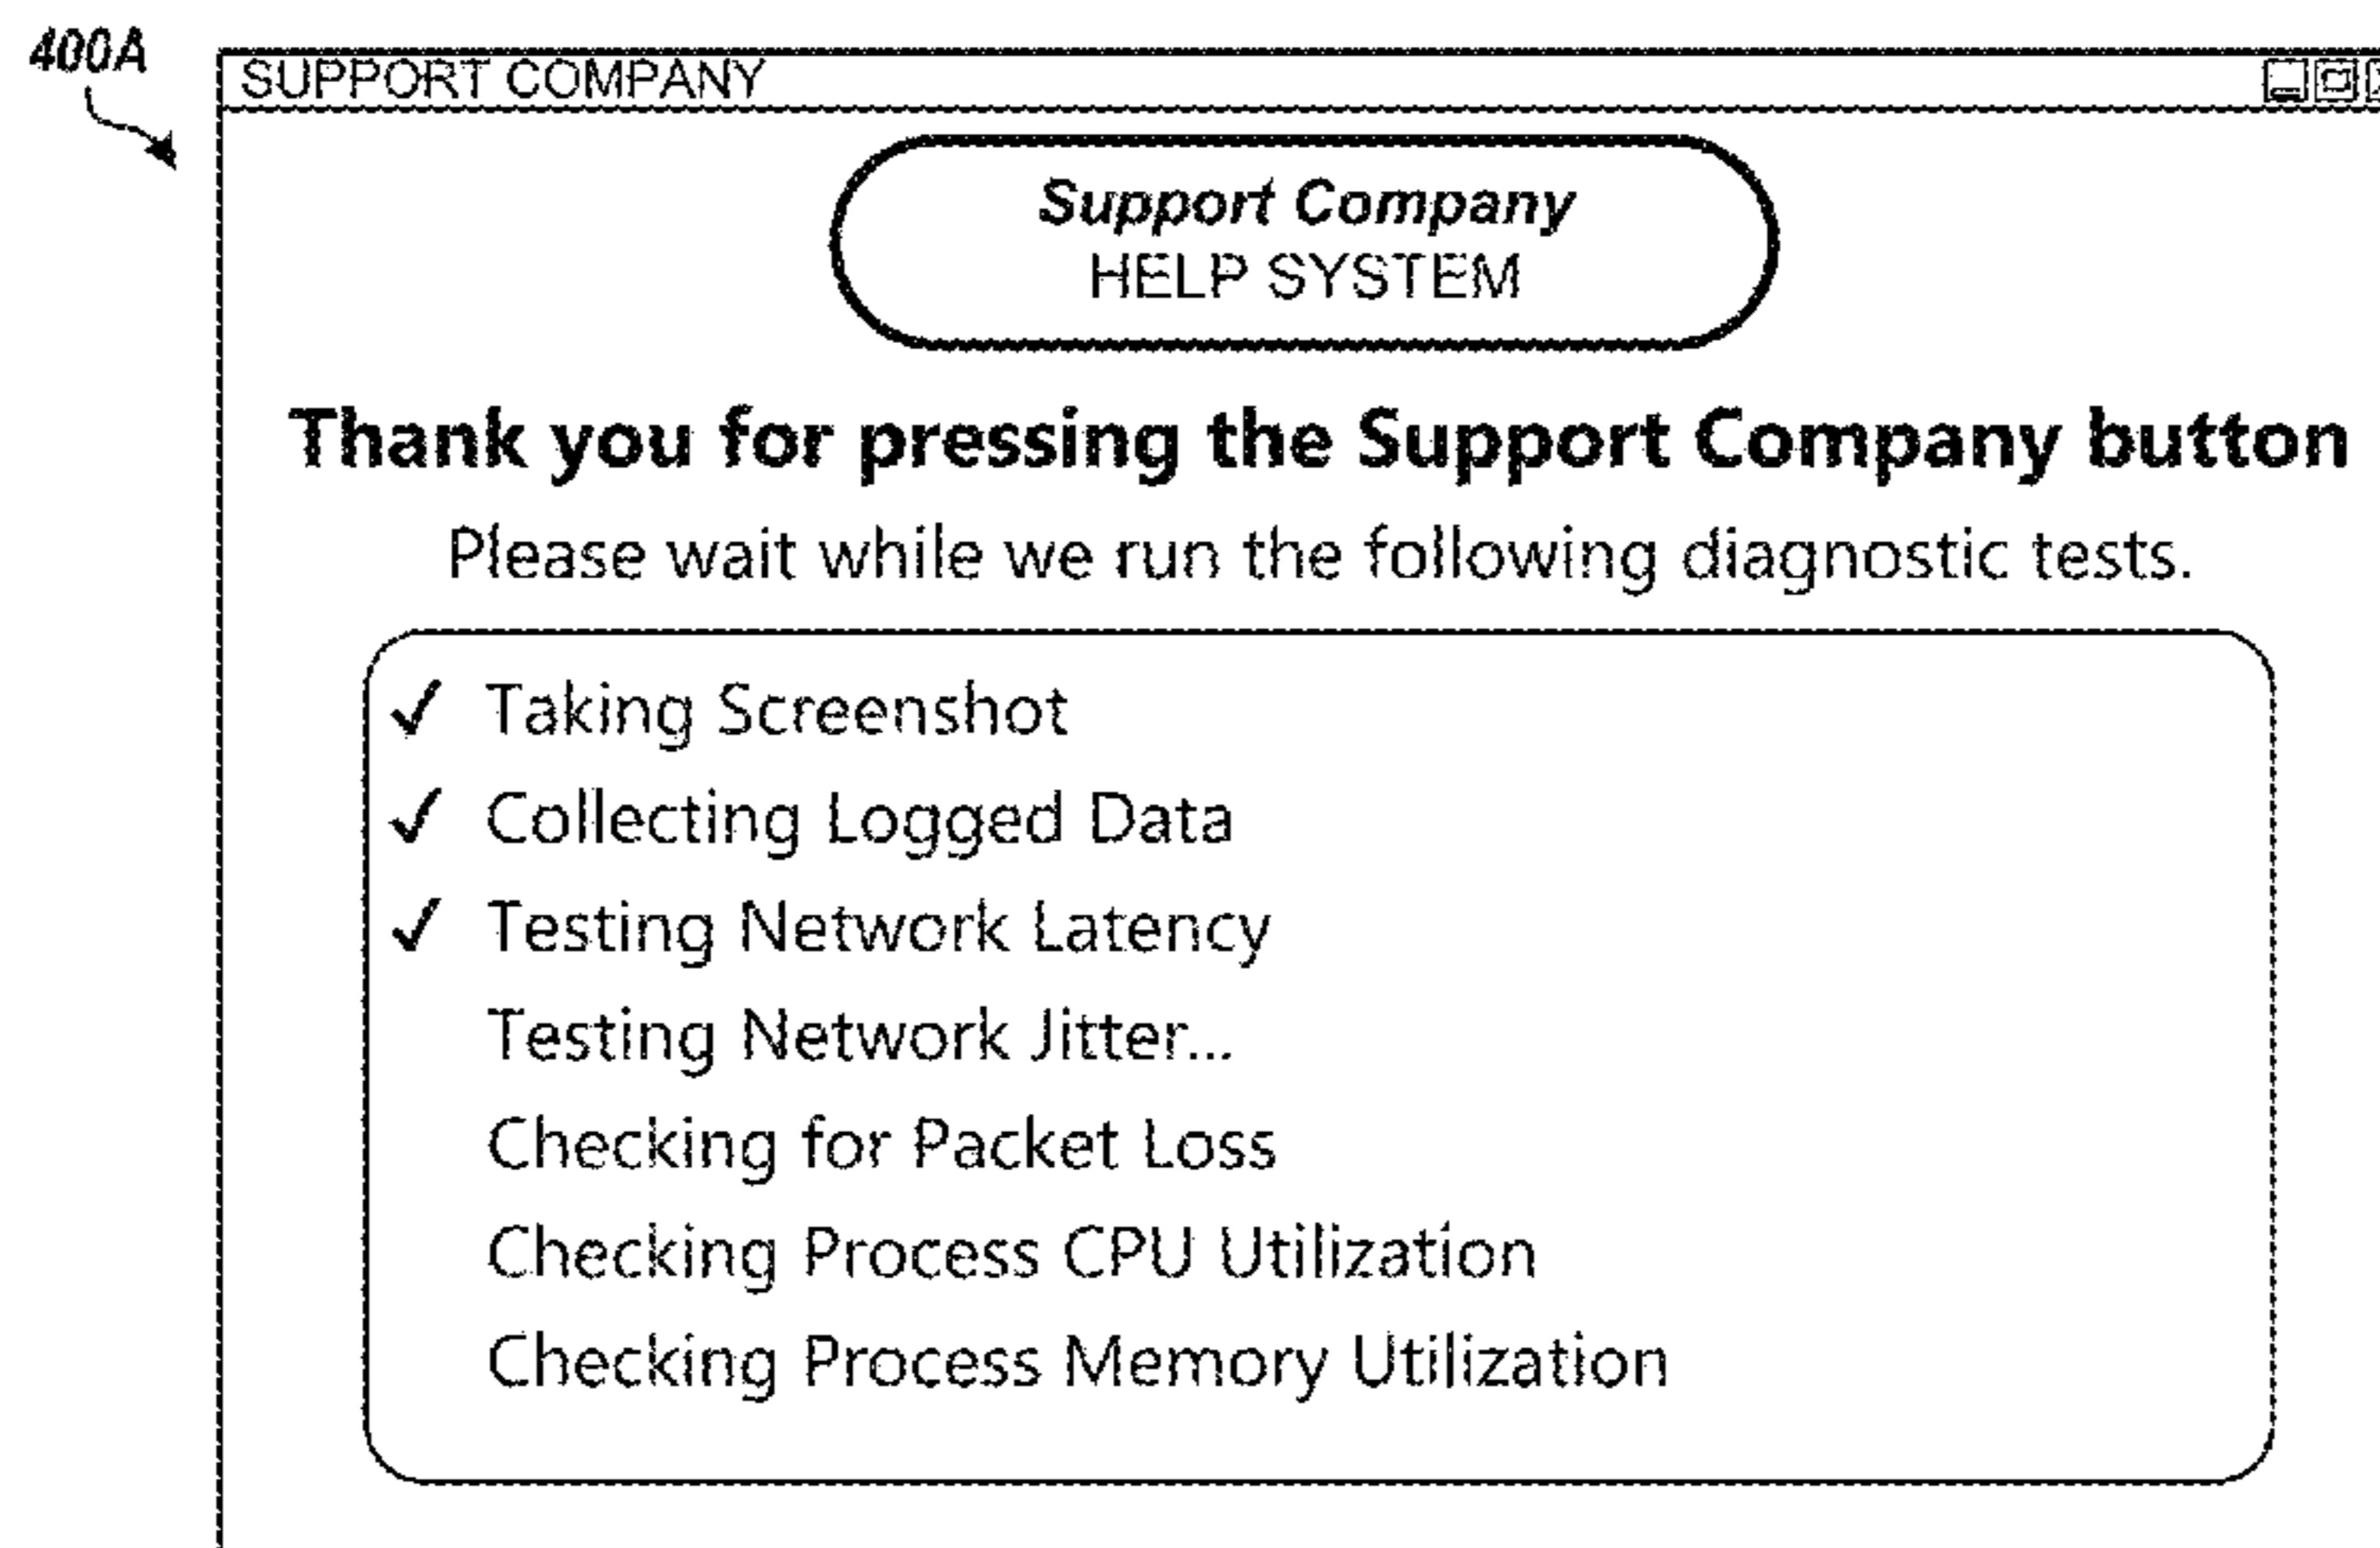 400A
SUPPORT COMPANY
Support Company
HELP SYSTEM
Thank you for pressing the Support Company button
Please wait while we run the following diagnostic tests.
✓ Taking Screenshot
✓ Collecting Logged Data
✓ Testing Network Latency
Testing Network Jitter...
Checking for Packet Loss
Checking Process CPU Utilization
Checking Process Memory Utilization